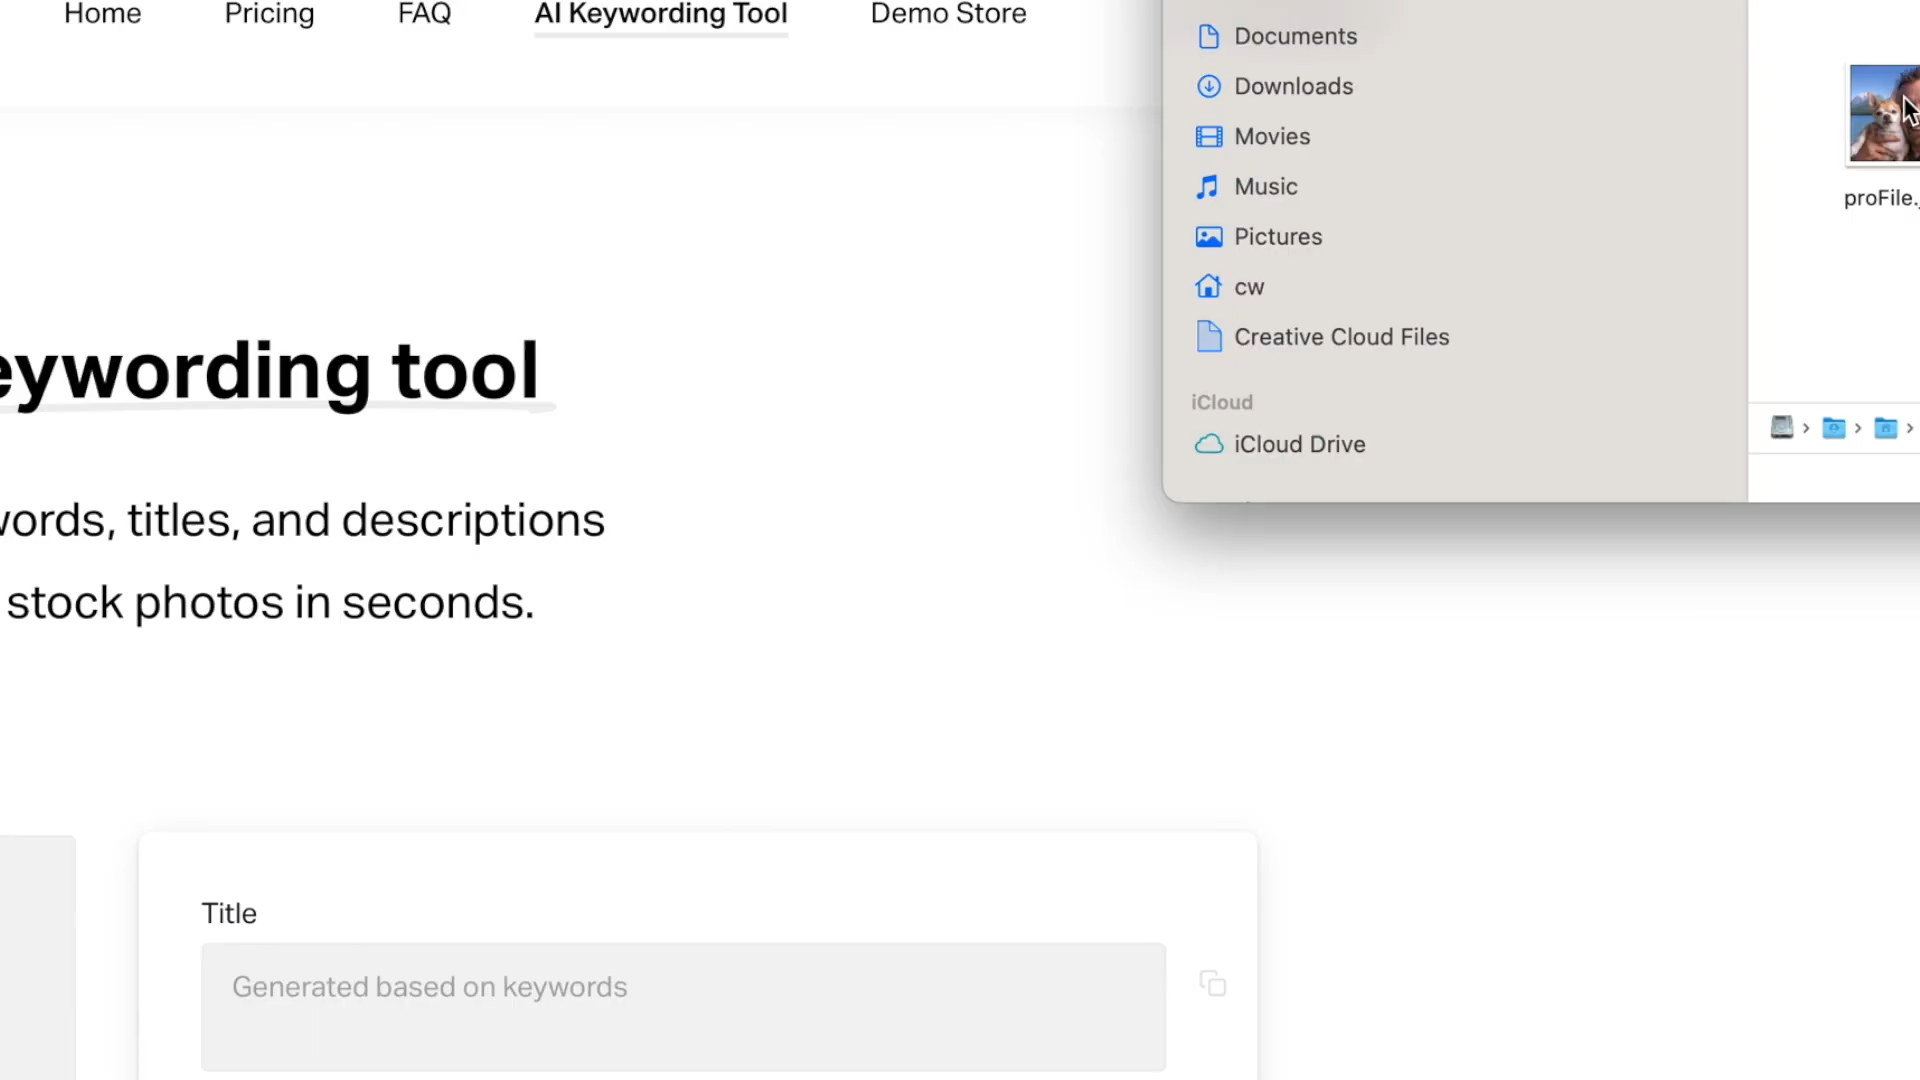 Home Pricing FAQ AI Keywording Tool Demo Store
eywording tool
words, titles, and descriptions
stock photos in seconds.
Title
Generated based on keywords
Documents
Downloads
Movies
Music
Pictures
cw
Creative Cloud Files
iCloud
iCloud Drive
proFile.